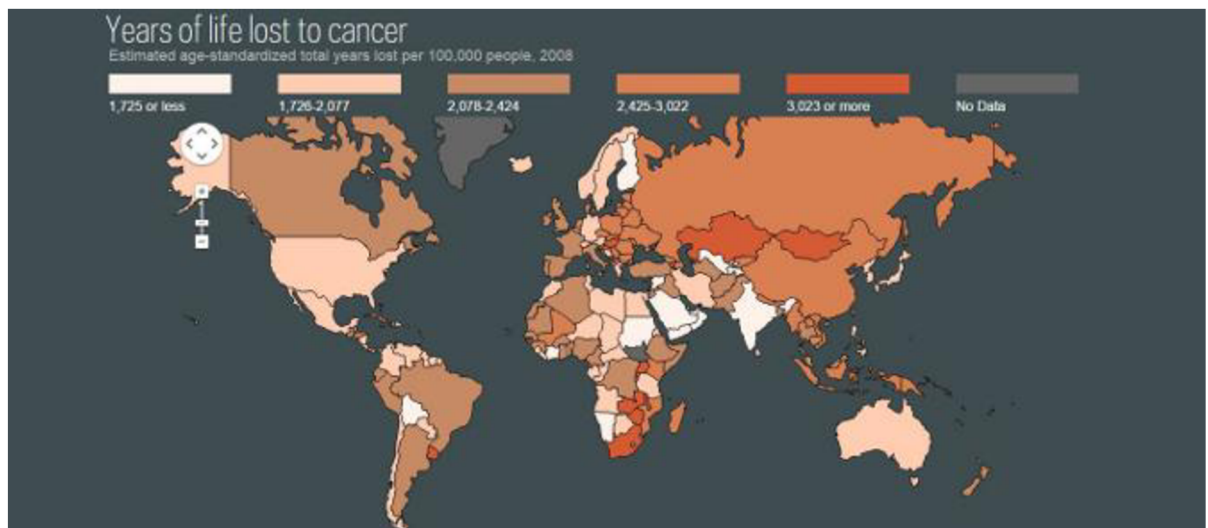 Years of life lost to cancer
Estimated age-standardized total years lost per 100,000 people, 2008
1,725 or less
1,726-2,077
2,078-2,424
2,425-3,022
3,023 or more
No Data